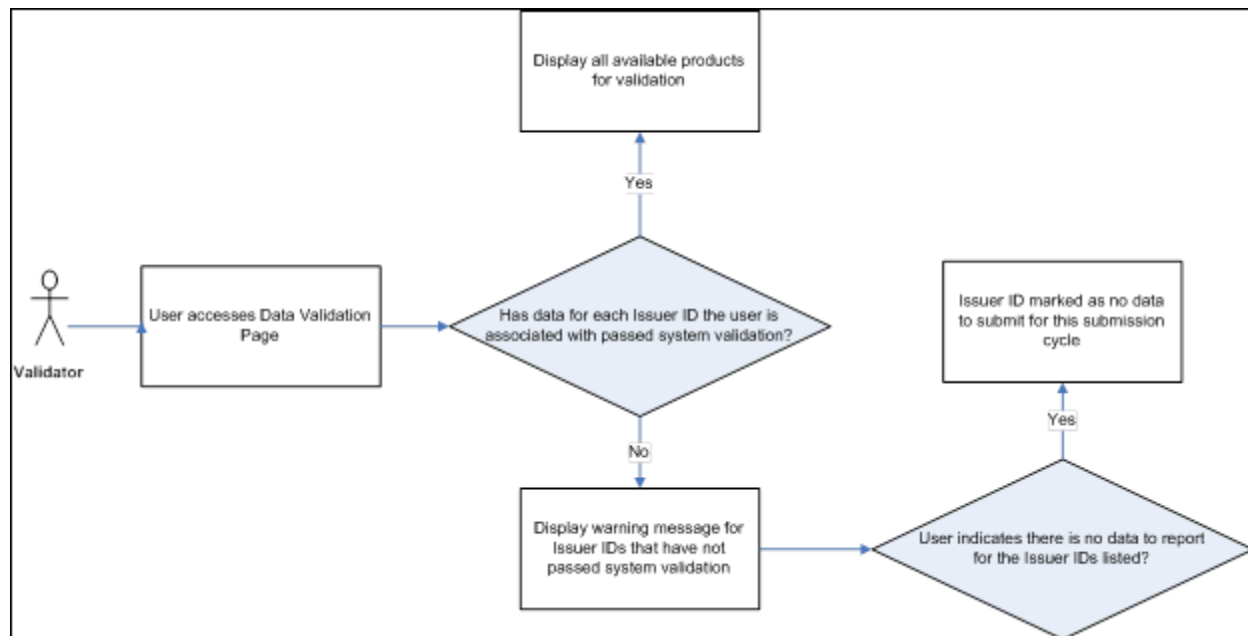 Display all available products
for validation
Yes
Validator
User accesses Data Validation
Page
Has data for each Issuer ID the user is
associated with passed system validation?
Issuer ID marked as no data
to submit for this submission
cycle
Yes
No
Display warning message for
Issuer IDs that have not
passed system validation
User indicates there is no data to report
for the Issuer IDs listed?